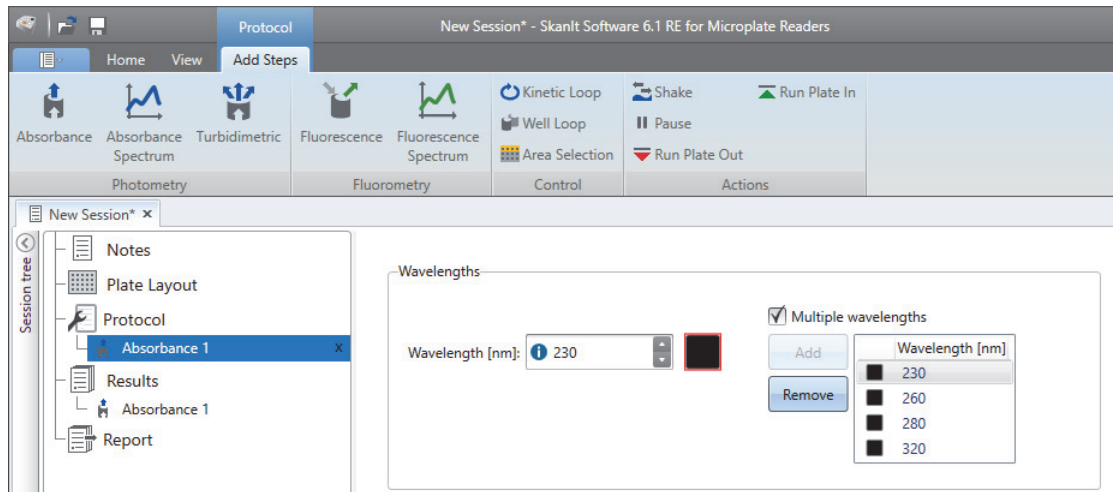 Protocol
New Session* - SkanIt Software 6.1 RE for Microplate Readers
Home View Add Steps
Absorbance
Absorbance
Spectrum
Turbidimetric
Photometry
Fluorescence
Fluorescence
Spectrum
Fluorometry
Kinetic Loop
Well Loop
Area Selection
Control
Shake
Pause
Run Plate Out
Run Plate In
Actions
New Session* ×
Session tree
Notes
Plate Layout
Protocol
Absorbance 1 x
Results
Absorbance 1
Report
Wavelengths
Wavelength [nm]: 230
Multiple wavelengths
Add
Remove
Wavelength [nm]
230
260
280
320